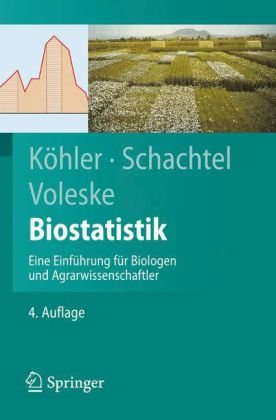 Köhler · Schachtel
Voleske
Biostatistik
Eine Einführung für Biologen
und Agrarwissenschaftler
4. Auflage
Springer